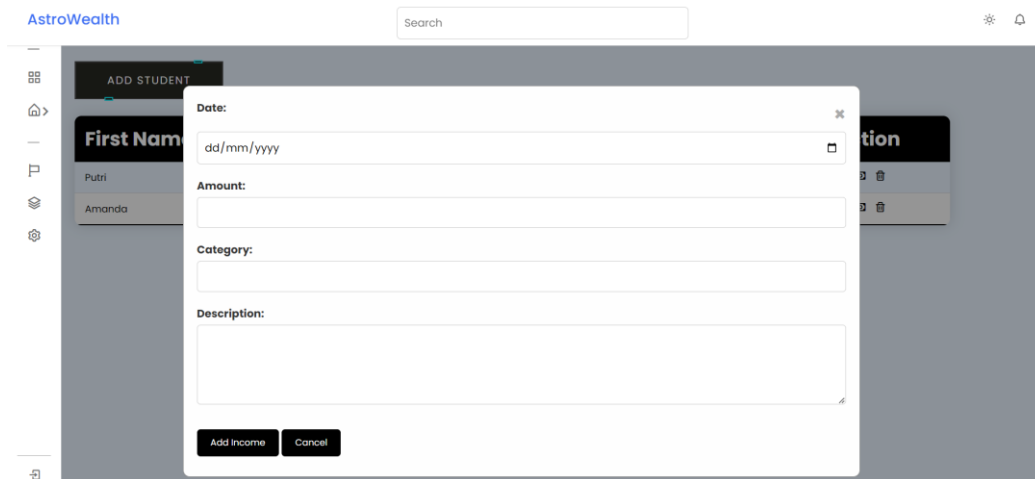 AstroWealth
Search
ADD STUDENT
Date:
dd/mm/yyyy
Amount:
Category:
Description:
Add Income Cancel
First Nam
tion
Putri
Amanda